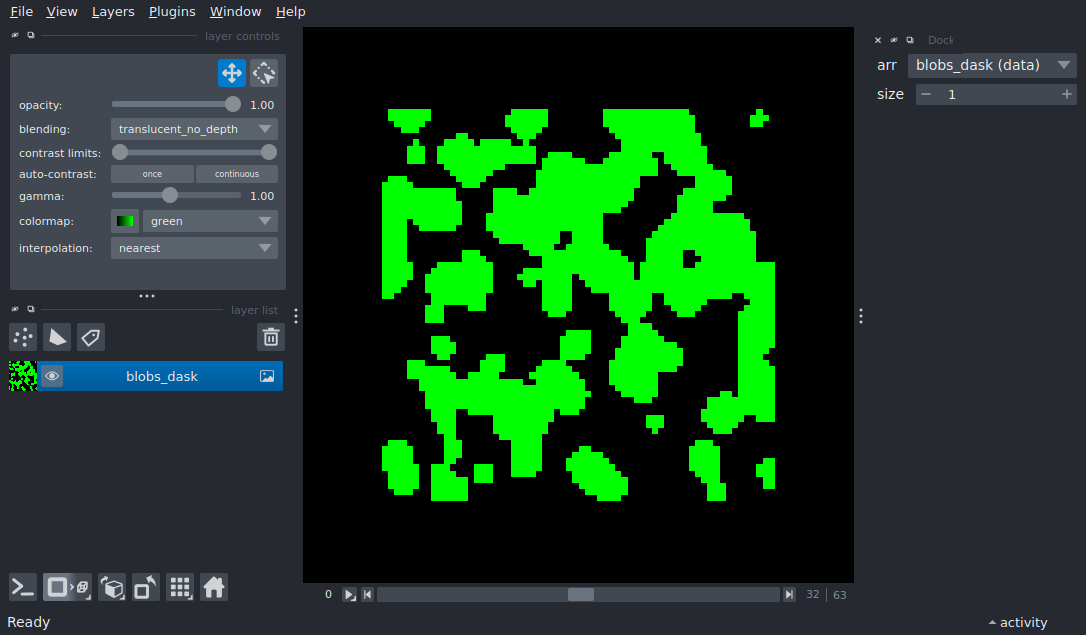 File View Layers Plugins Window Help
layer controls
opacity: 1.00
blending: translucent_no_depth
contrast limits:
auto-contrast: once continuous
gamma: 1.00
colormap: green
interpolation: nearest
layer list
blobs_dask
Dock
arr blobs_dask (data)
size 1
0 32 63
Ready
activity